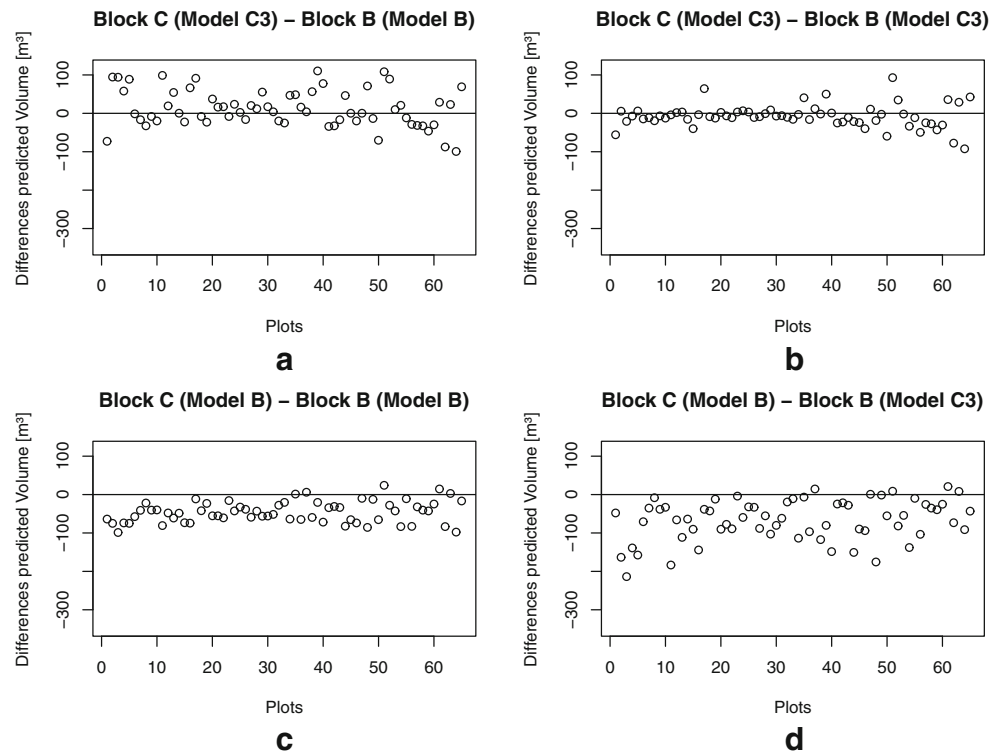 Block C (Model C3) − Block B (Model B)
Differences predicted Volume [m³]
100
0
−100
−300
0 10 20 30 40 50 60
Plots
a
Block C (Model C3) − Block B (Model C3)
Differences predicted Volume [m³]
100
0
−100
−300
0 10 20 30 40 50 60
Plots
b
Block C (Model B) − Block B (Model B)
Differences predicted Volume [m³]
100
0
−100
−300
0 10 20 30 40 50 60
Plots
c
Block C (Model B) − Block B (Model C3)
Differences predicted Volume [m³]
100
0
−100
−300
0 10 20 30 40 50 60
Plots
d